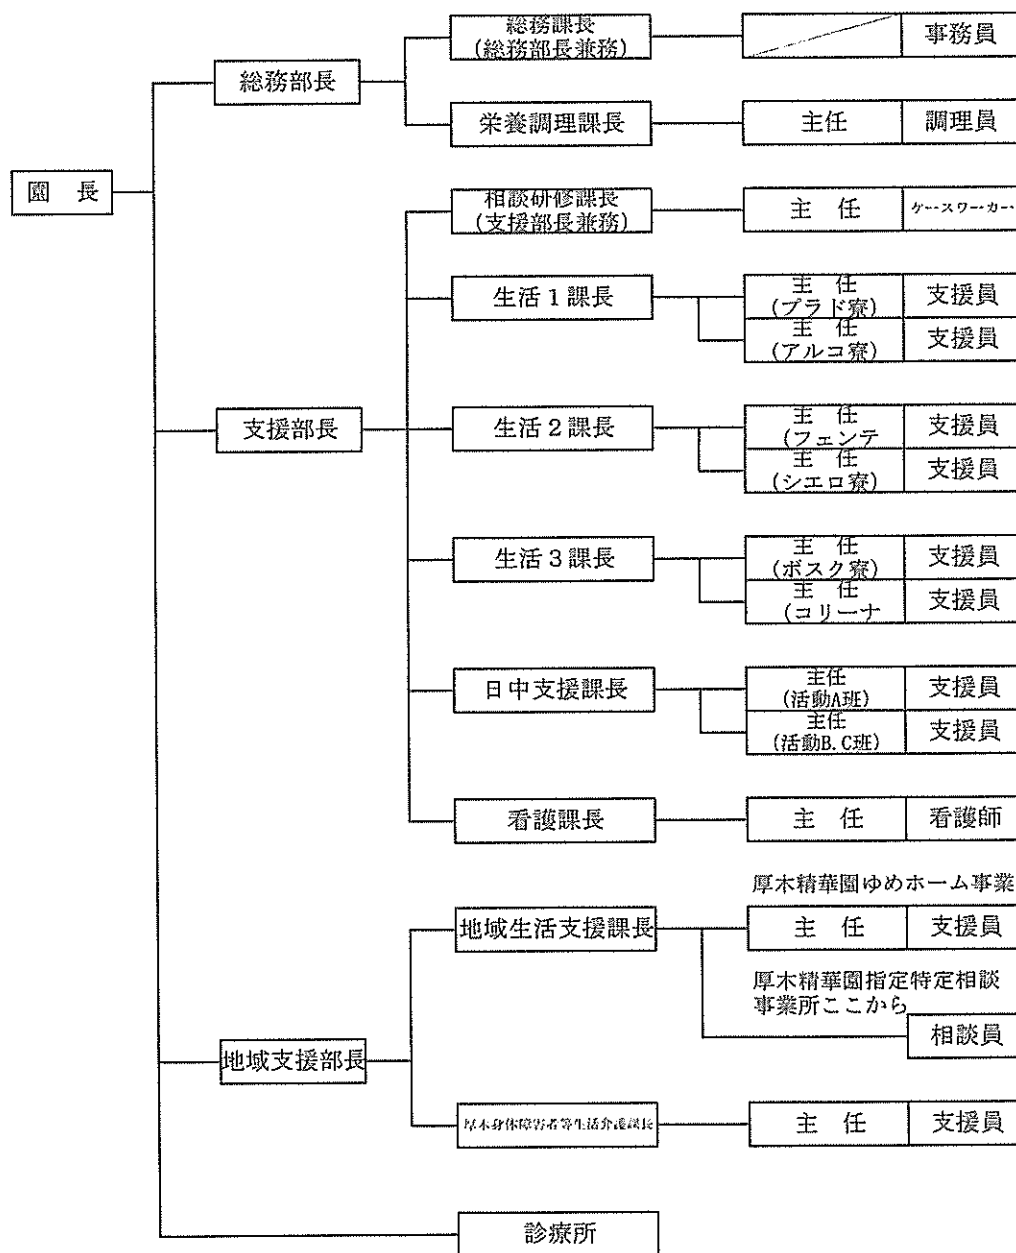 総務課長
(総務部長兼務)
事務員
総務部長
栄養調理課長
主任
調理員
園　長
相談研修課長
(支援部長兼務)
主　任
ケースワーカー
生活１課長
主　任
(プラド寮)
支援員
主　任
(アルコ寮)
支援員
支援部長
生活２課長
主　任
(フェンテ
支援員
主　任
(シエロ寮)
支援員
生活３課長
主　任
(ボスク寮)
支援員
主　任
(コリーナ
支援員
日中支援課長
主任
(活動A班)
支援員
主任
(活動B.C班)
支援員
看護課長
主　任
看護師
厚木精華園ゆめホーム事業
地域生活支援課長
主　任
支援員
厚木精華園指定特定相談
事業所ここから
相談員
地域支援部長
厚木身体障害者等生活介護課長
主　任
支援員
診療所